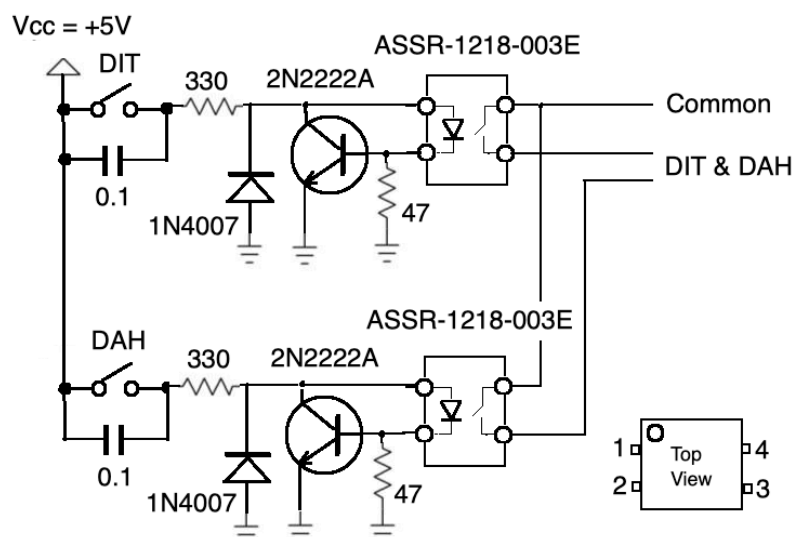 Vcc = +5V
ASSR-1218-003E
DIT
330
2N2222A
Common
DIT & DAH
0.1
1N4007
47
ASSR-1218-003E
DAH
330
2N2222A
0.1
1N4007
47
1
Top
View
4
2
3